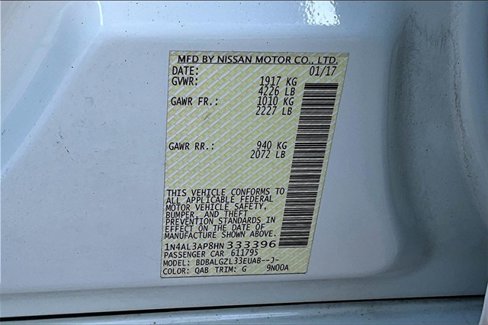 MFD BY NISSAN MOTOR CO., LTD.
DATE: 01/17
GVWR: 1917 KG
4226 LB
GAWR FR.: 1010 KG
2227 LB
GAWR RR.: 940 KG
2072 LB
THIS VEHICLE CONFORMS TO
ALL APPLICABLE FEDERAL
MOTOR VEHICLE SAFETY,
BUMPER, AND THEFT
PREVENTION STANDARDS IN
EFFECT ON THE DATE OF
MANUFACTURE SHOWN ABOVE.
1N4AL3AP8HN 333396
PASSENGER CAR 611795
MODEL: BDBALGZL33EUA8--J-
COLOR: QAB TRIM: G 9N00A